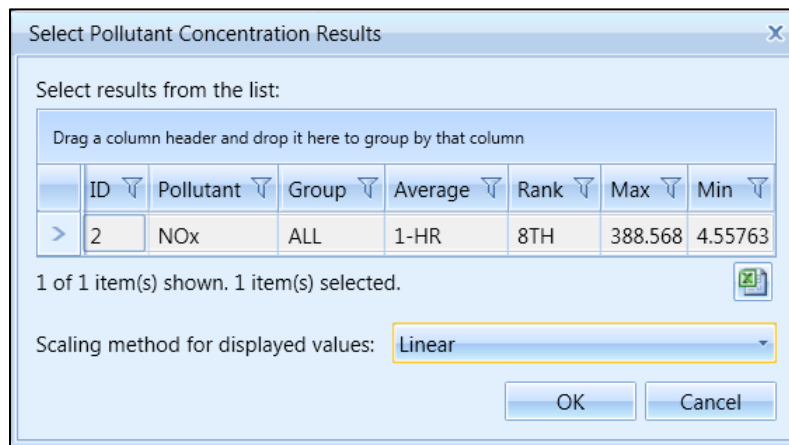 Select Pollutant Concentration Results
Select results from the list:
Drag a column header and drop it here to group by that column
ID Pollutant Group Average Rank Max Min
2 NOx ALL 1-HR 8TH 388.568 4.55763
1 of 1 item(s) shown. 1 item(s) selected.
Scaling method for displayed values: Linear
OK Cancel